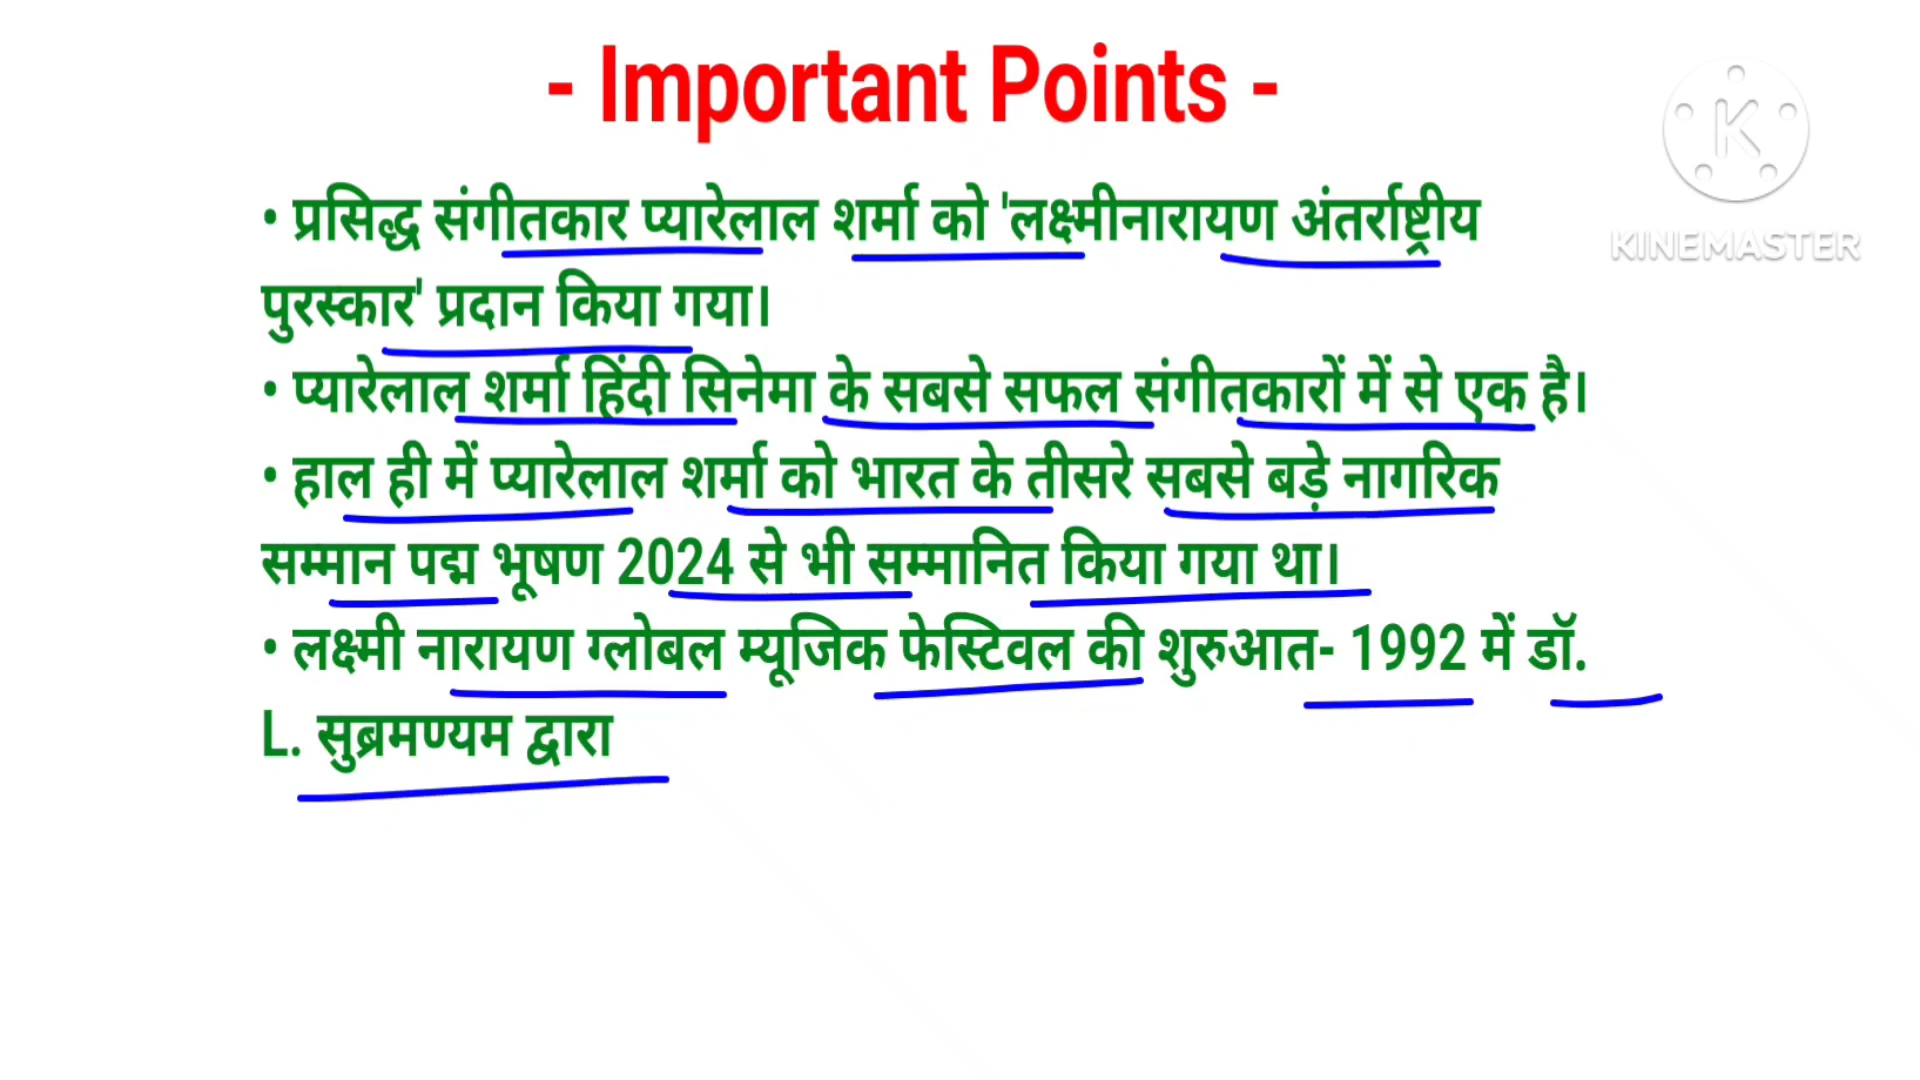 - Important Points -
• प्रसिद्ध संगीतकार प्यारेलाल शर्मा को 'लक्ष्मीनारायण अंतर्राष्ट्रीय
पुरस्कार' प्रदान किया गया।
• प्यारेलाल शर्मा हिंदी सिनेमा के सबसे सफल संगीतकारों में से एक है।
• हाल ही में प्यारेलाल शर्मा को भारत के तीसरे सबसे बड़े नागरिक
सम्मान पद्म भूषण 2024 से भी सम्मानित किया गया था।
• लक्ष्मी नारायण ग्लोबल म्यूजिक फेस्टिवल की शुरुआत- 1992 में डॉ.
L. सुब्रमण्यम द्वारा
K
KINEMASTER